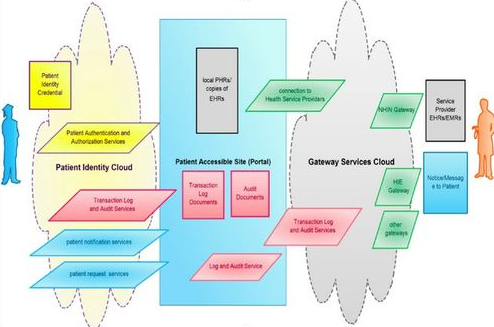 Patient
Identity
Credential
Patient Authentication and
Authorization Services
Patient Identity Cloud
Transaction Log
and Audit Services
patient notification services
patient request services
local PHRs/
copies of
EHRs
Patient Accessible Site (Portal)
Transaction
Log
Documents
Audit
Documents
Log and Audit Service
connection to
Health Service Providers
Gateway Services Cloud
Transaction Log
and Audit Services
NHIN Gateway
HIE
Gateway
other
gateways
Service
Provider
EHRs/EMRs
Notice/Messag
e to Patient